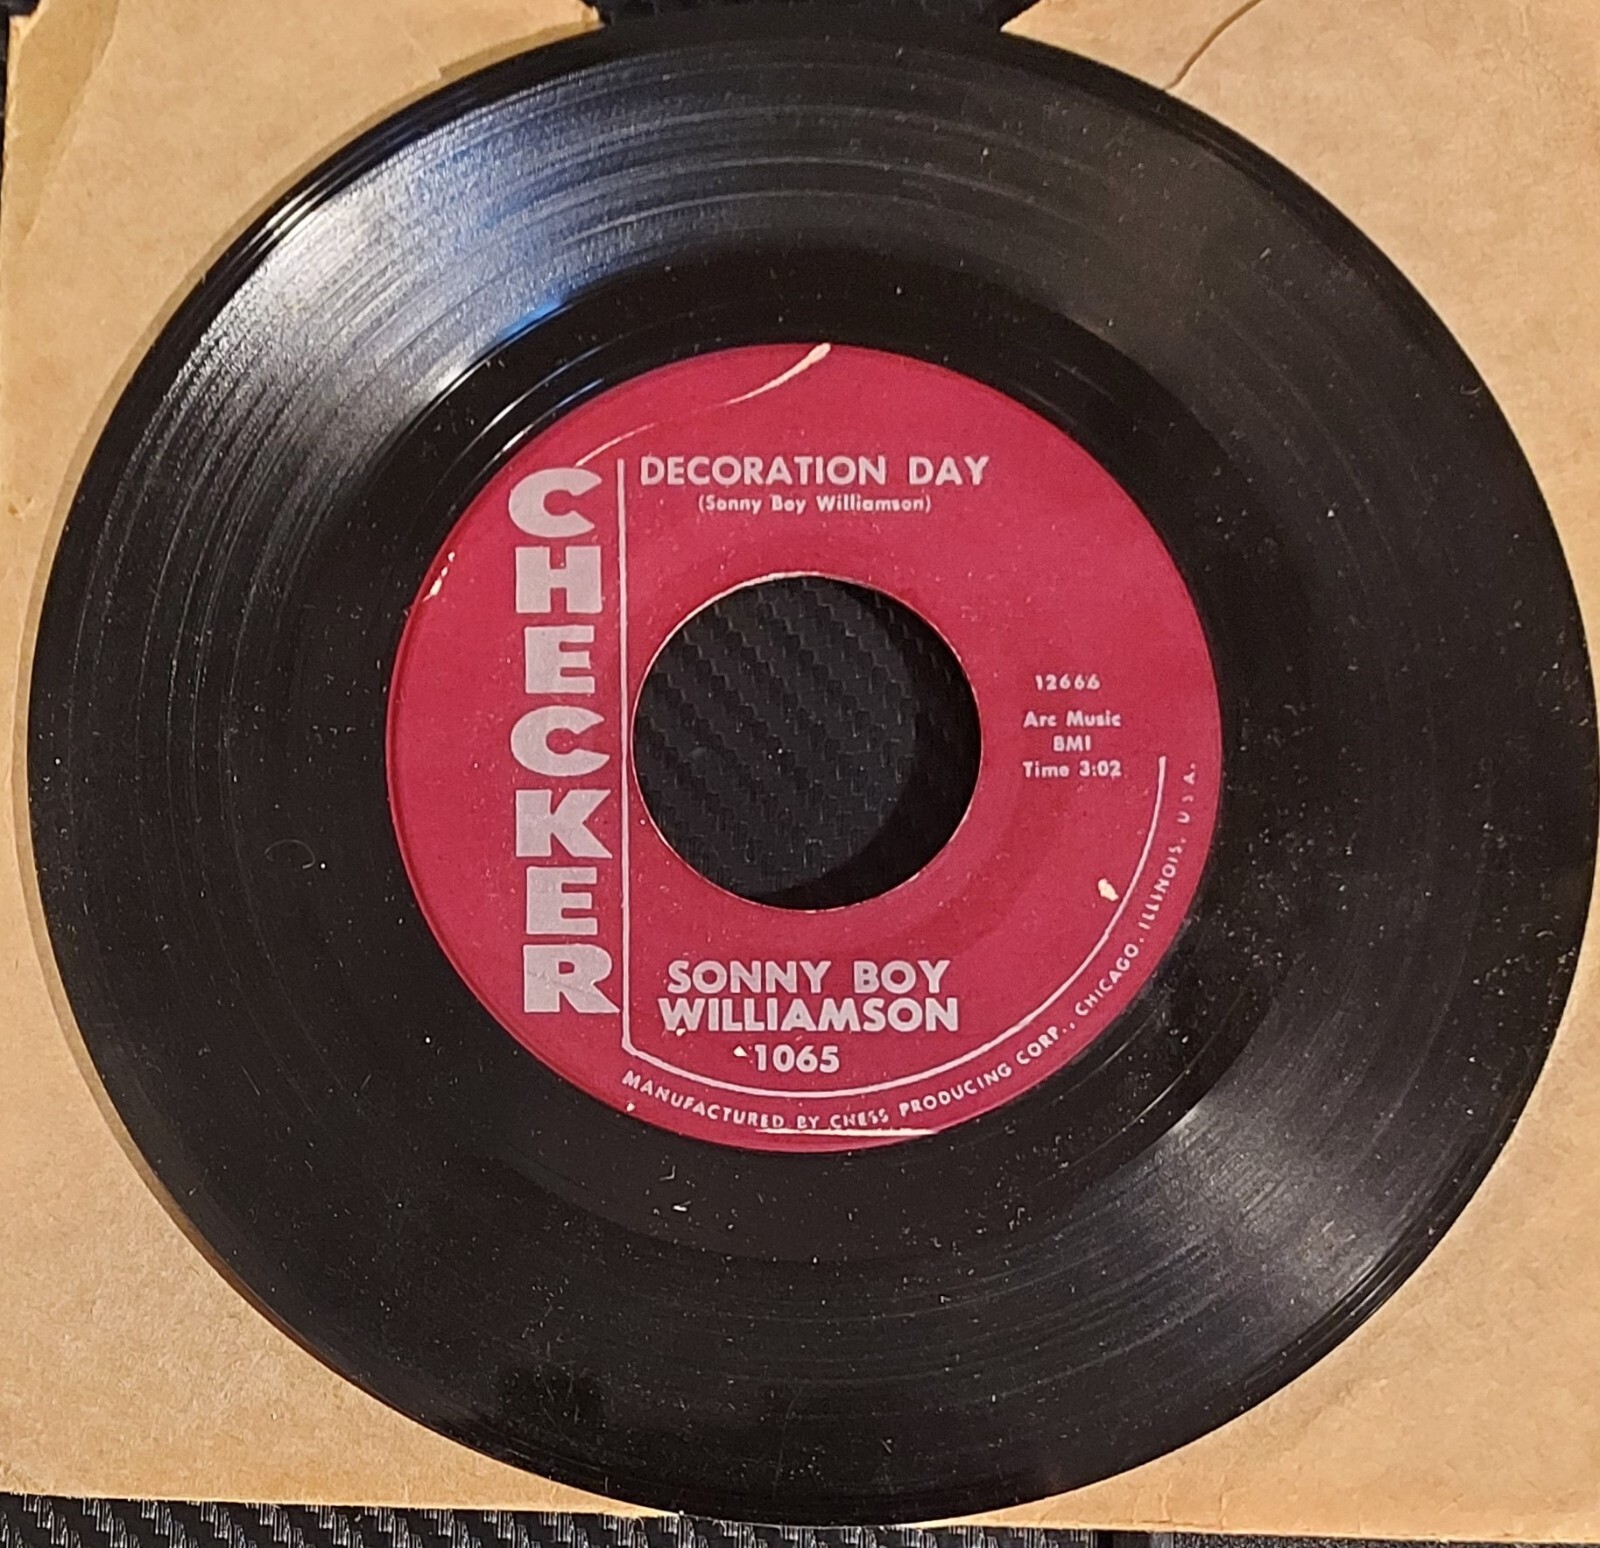 CHECKER
DECORATION DAY
(Sonny Boy Williamson)
12666
Arc Music
BMI
Time 3:02
SONNY BOY
WILLIAMSON
1065
MANUFACTURED BY CHESS PRODUCING CORP., CHICAGO, ILLINOIS, U.S.A.